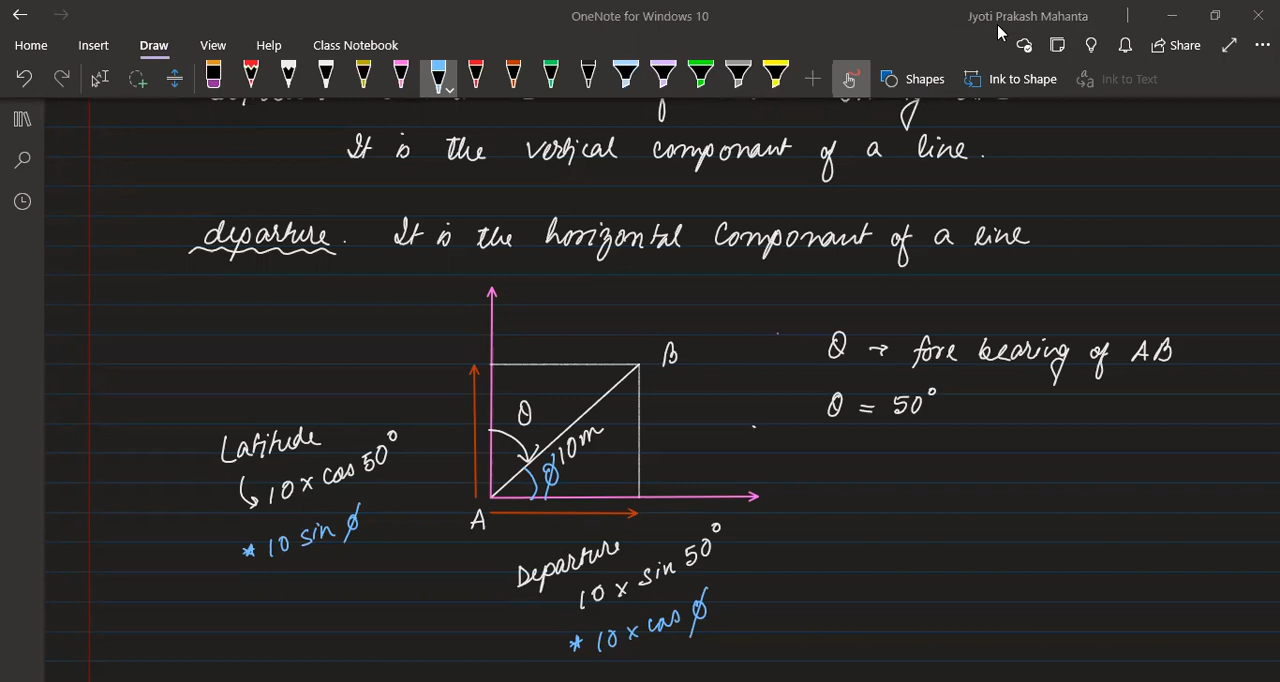 OneNote for Windows 10
Jyoti Prakash Mahanta
Home Insert Draw View Help Class Notebook
Share
Shapes
Ink to Shape
Ink to Text
It is the vertical componant of a line.
departure. It is the horizontal componant of a line
B
θ → fore bearing of AB
θ = 50°
θ
10m
ϕ
Latitude
10 x cos 50°
* 10 sin ϕ
A
Departure
10 x sin 50°
* 10 x cos ϕ